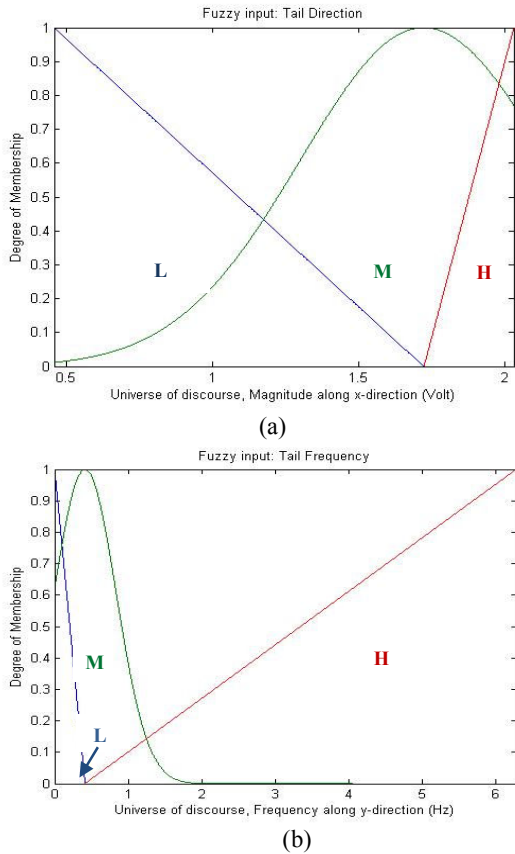 Fuzzy input: Tail Direction
1
0.9
0.8
0.7
0.6
0.5
0.4
0.3
0.2
0.1
0
Degree of Membership
L
M
H
0.5
1
1.5
2
Universe of discourse, Magnitude along x-direction (Volt)
(a)
Fuzzy input: Tail Frequency
1
0.9
0.8
0.7
0.6
0.5
0.4
0.3
0.2
0.1
0
Degree of Membership
M
H
L
0
1
2
3
4
5
6
Universe of discourse, Frequency along y-direction (Hz)
(b)